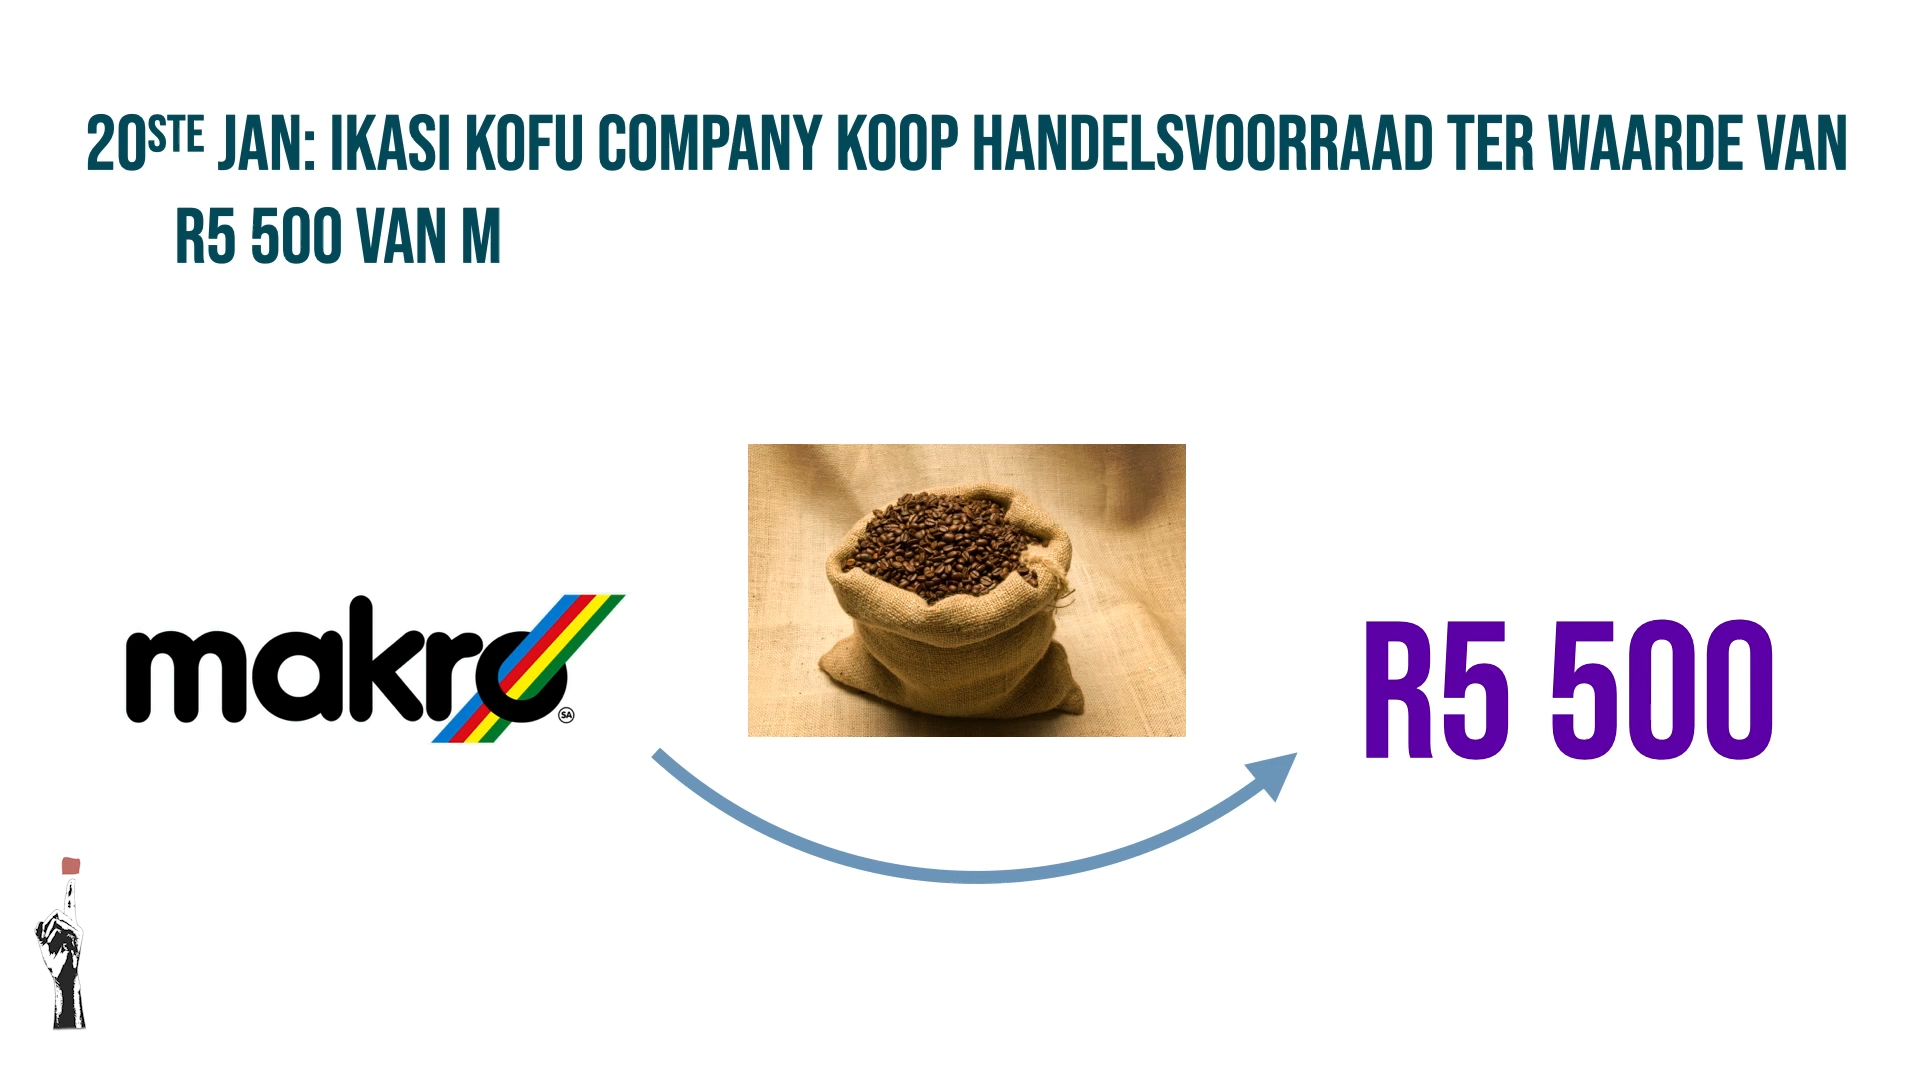 20STE JAN: IKASI KOFU COMPANY KOOP HANDELSVOORRAAD TER WAARDE VAN
R5 500 VAN M
makro
SA
R5 500